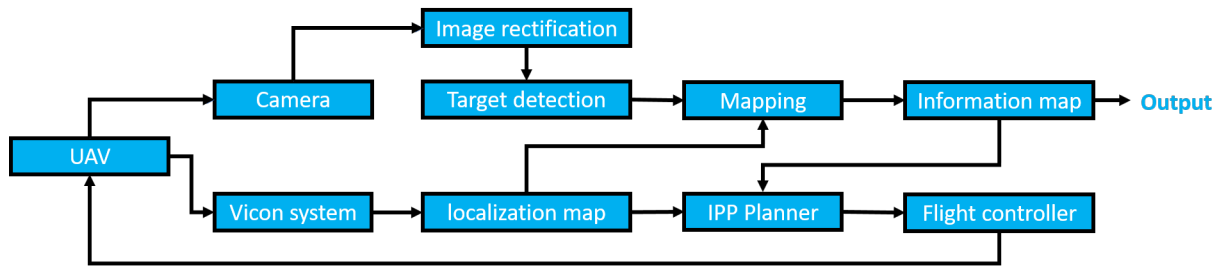 Image rectification
Camera
Target detection
Mapping
Information map
Output
UAV
Vicon system
localization map
IPP Planner
Flight controller